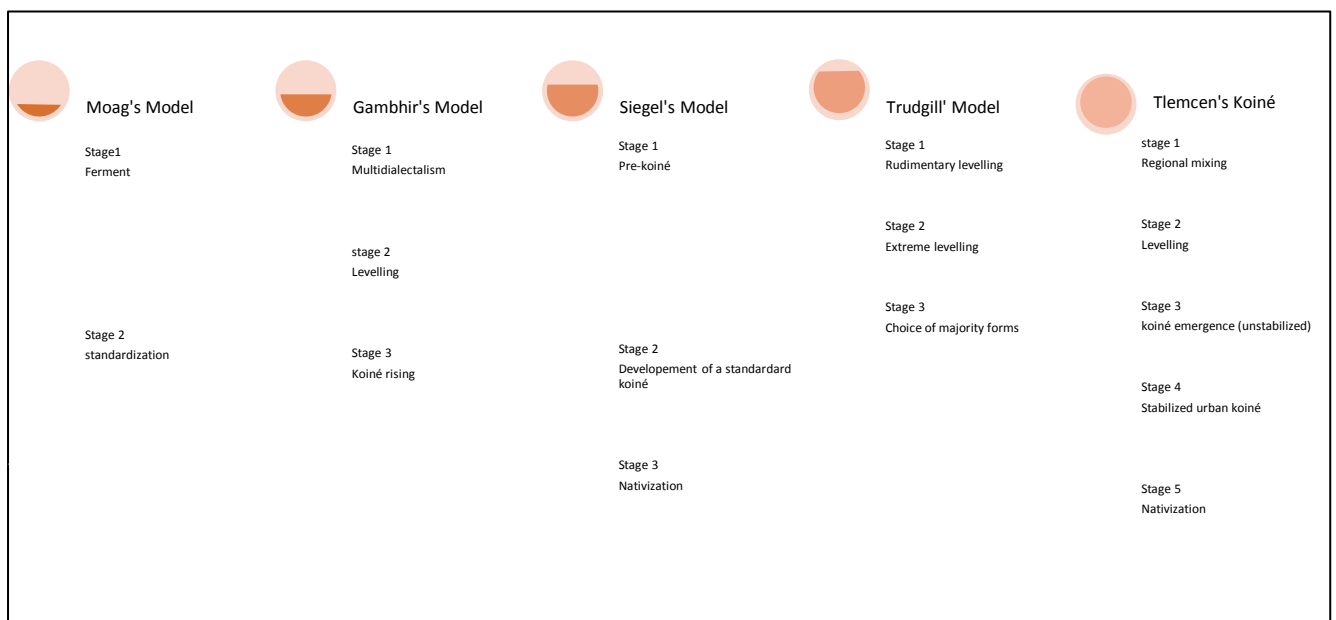 Moag's Model
Stage1
Ferment
Stage 2
standardization
Gambhir's Model
Stage 1
Multidialectalism
stage 2
Levelling
Stage 3
Koiné rising
Siegel's Model
Stage 1
Pre-koiné
Stage 2
Developement of a standardard
koiné
Stage 3
Nativization
Trudgill' Model
Stage 1
Rudimentary levelling
Stage 2
Extreme levelling
Stage 3
Choice of majority forms
Tlemcen's Koiné
stage 1
Regional mixing
Stage 2
Levelling
Stage 3
koiné emergence (unstabilized)
Stage 4
Stabilized urban koiné
Stage 5
Nativization